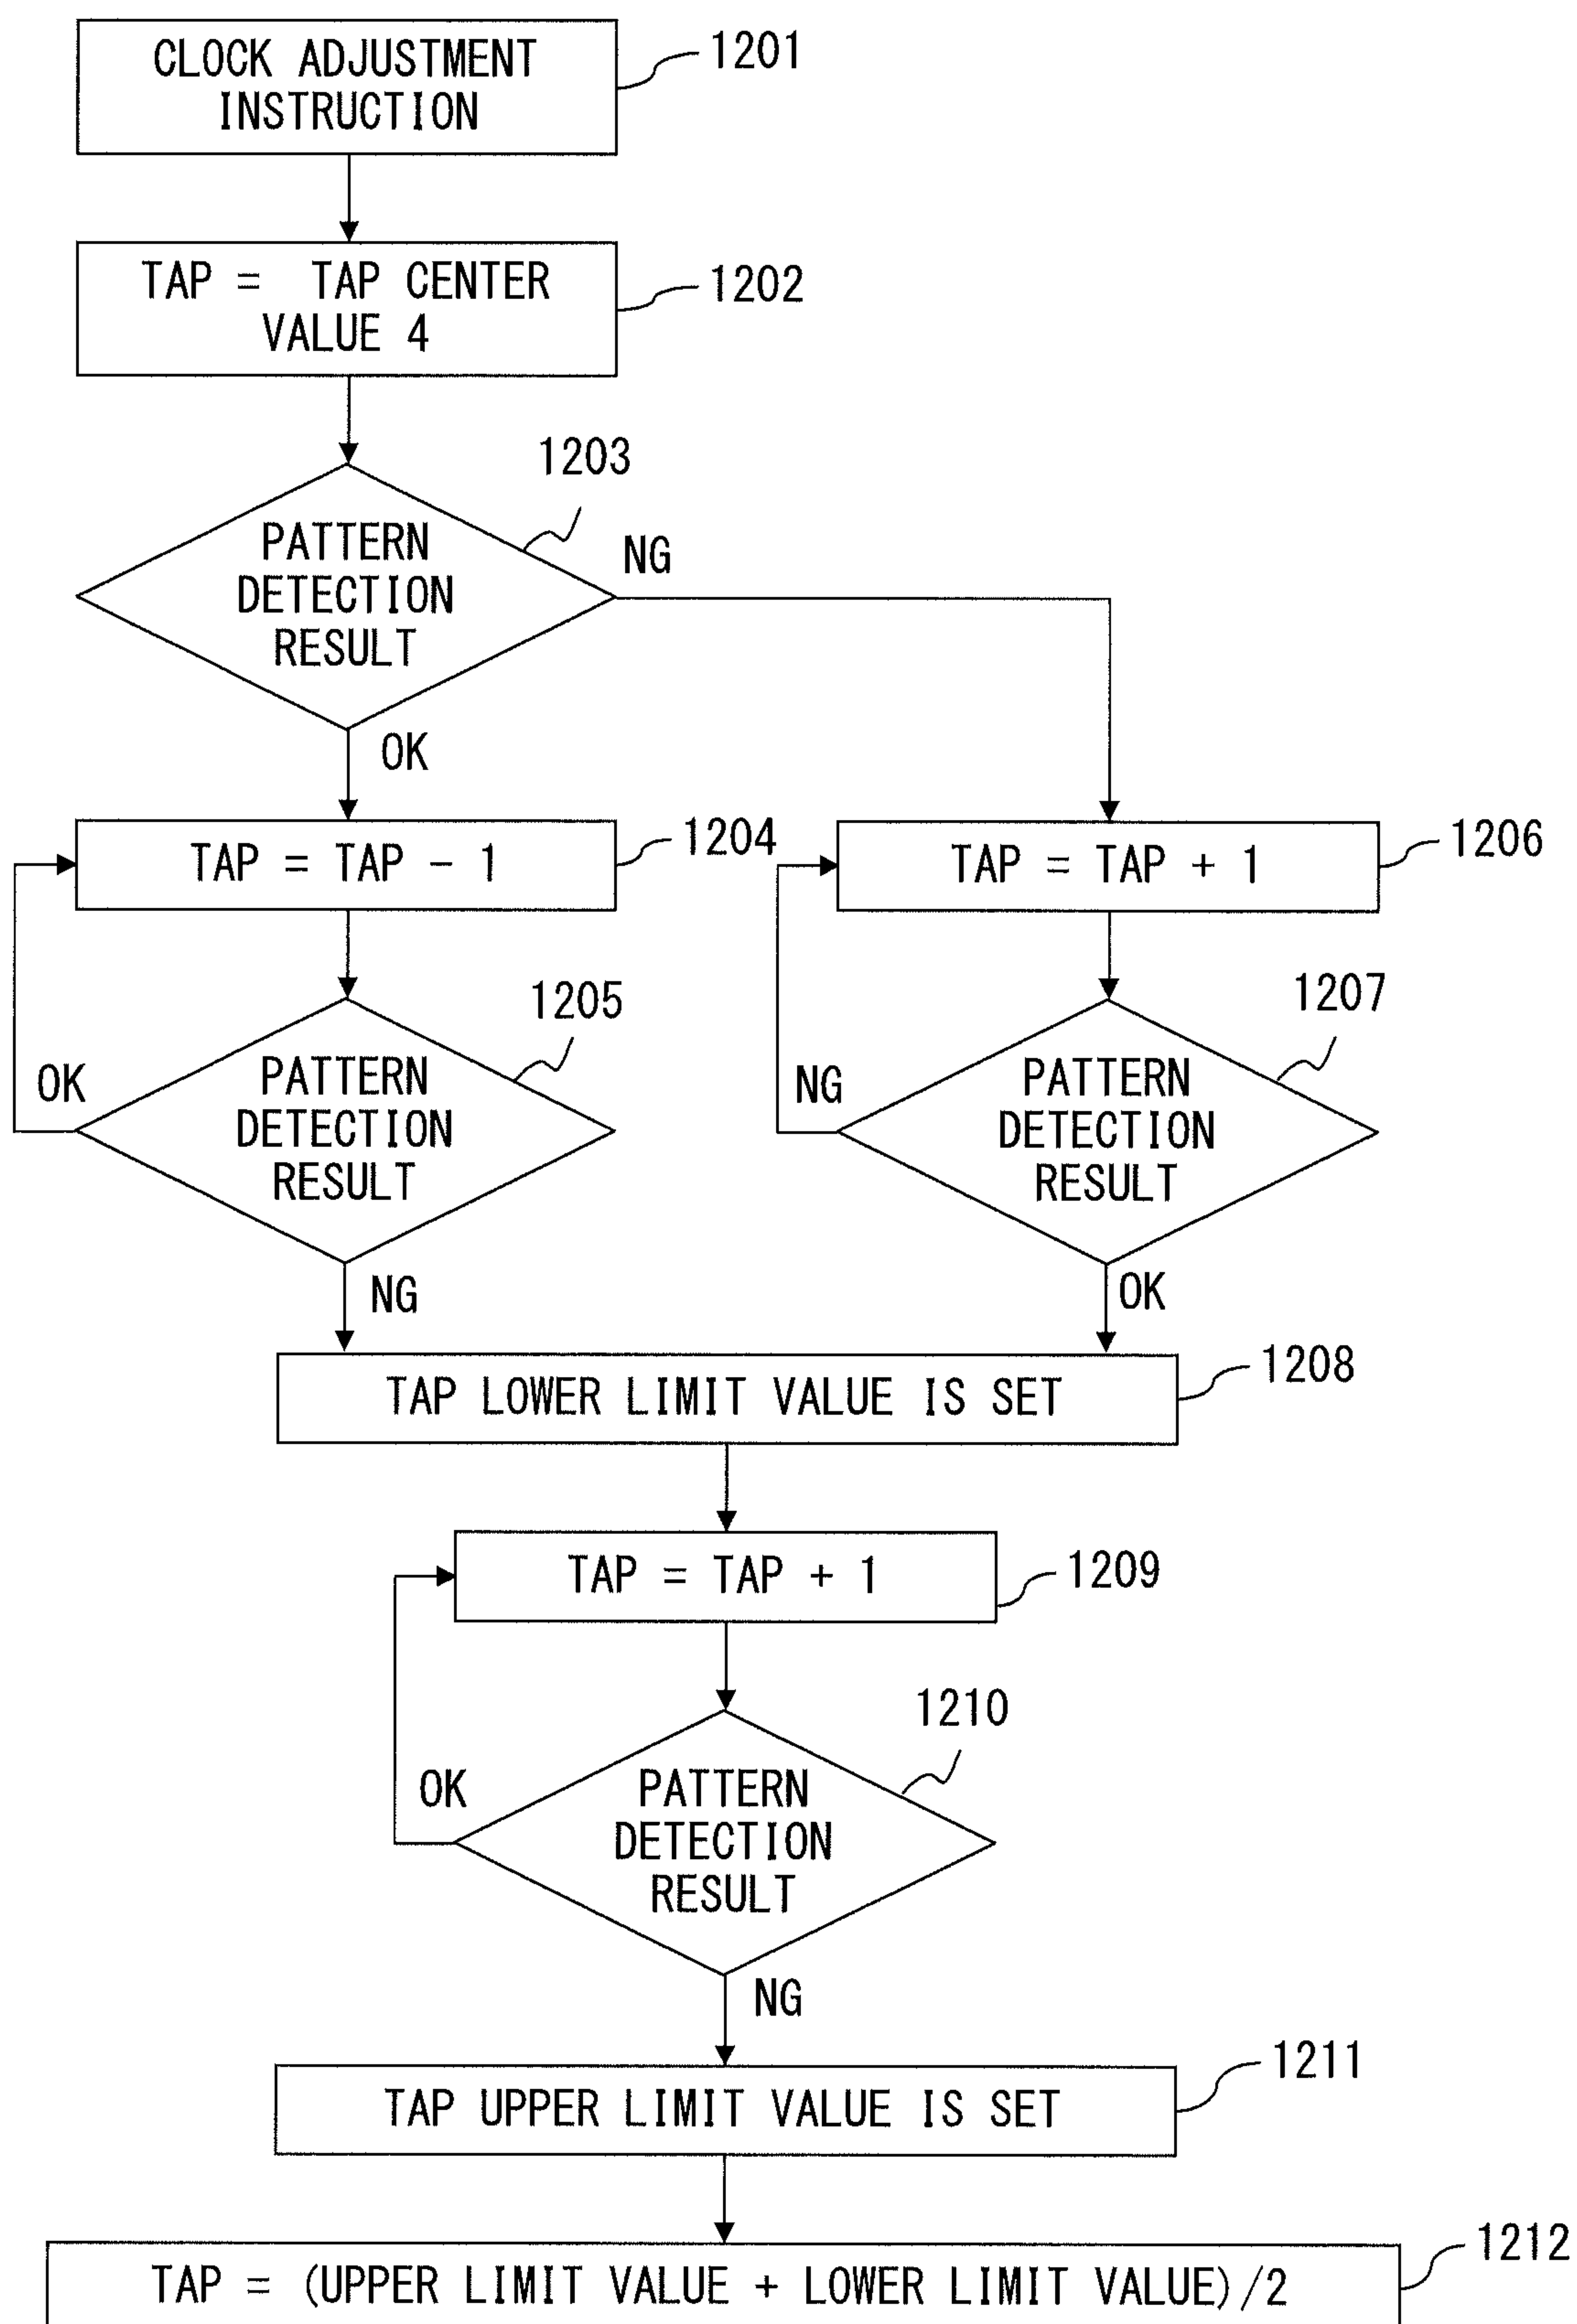 CLOCK ADJUSTMENT
INSTRUCTION
1201
TAP = TAP CENTER
VALUE 4
1202
1203
PATTERN
DETECTION
RESULT
NG
OK
TAP = TAP - 1
1204
TAP = TAP + 1
1206
1205
PATTERN
DETECTION
RESULT
OK
NG
1207
PATTERN
DETECTION
RESULT
NG
OK
TAP LOWER LIMIT VALUE IS SET
1208
TAP = TAP + 1
1209
1210
PATTERN
DETECTION
RESULT
OK
NG
TAP UPPER LIMIT VALUE IS SET
1211
TAP = (UPPER LIMIT VALUE + LOWER LIMIT VALUE)/2
1212